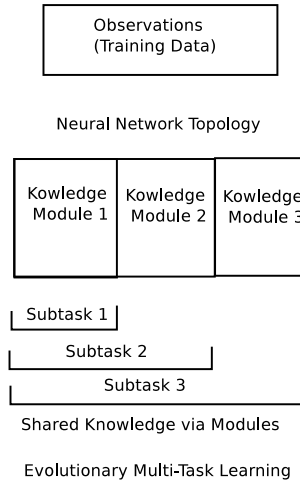 Observations
(Training Data)
Neural Network Topology
Kowledge
Module 1
Kowledge
Module 2
Kowledge
Module 3
Subtask 1
Subtask 2
Subtask 3
Shared Knowledge via Modules
Evolutionary Multi-Task Learning